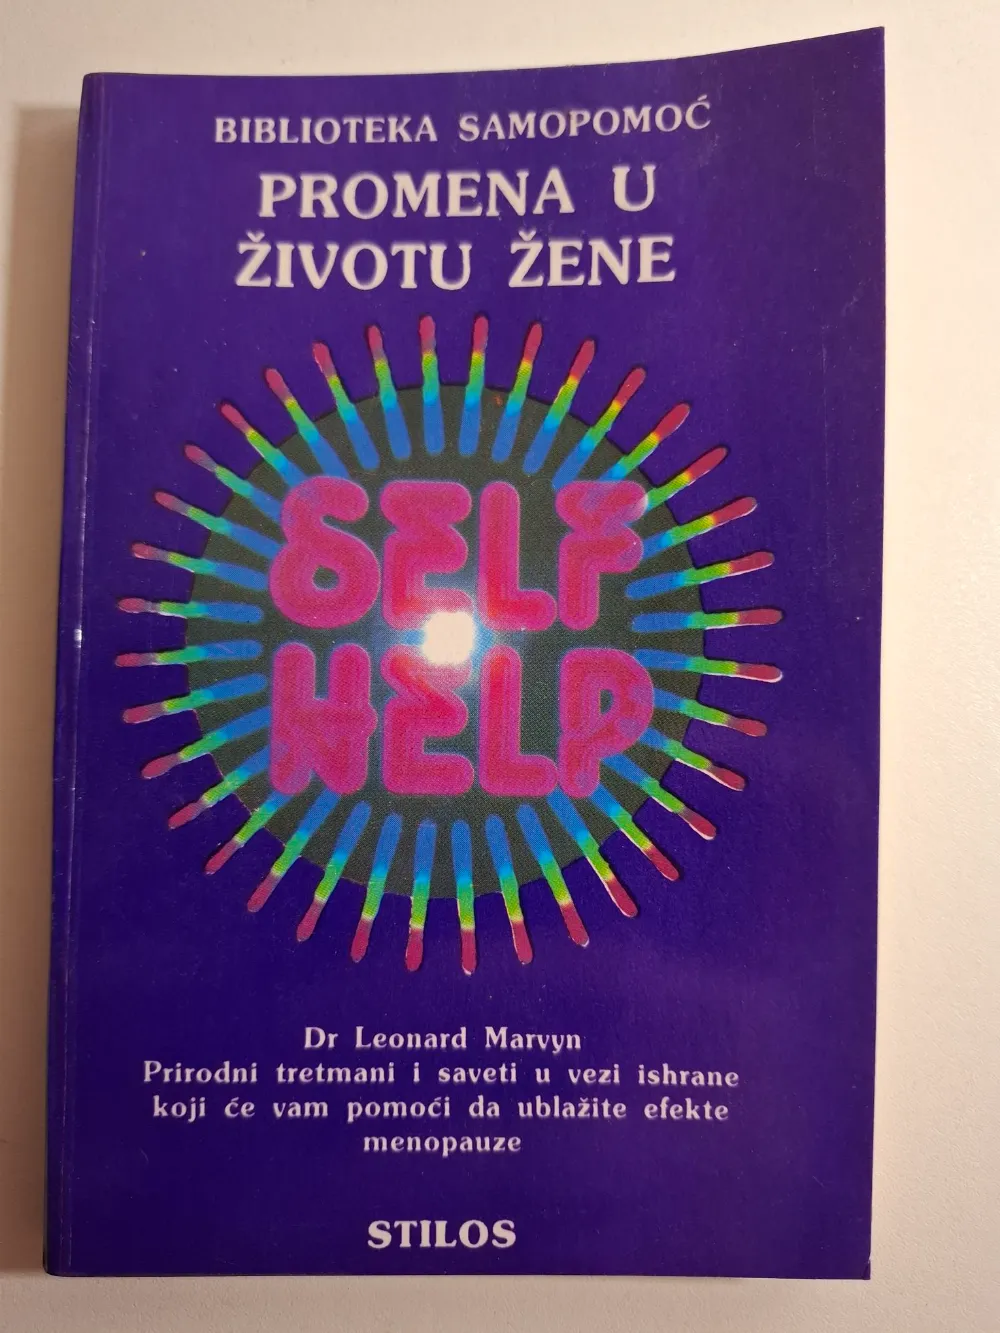 BIBLIOTEKA SAMOPOMOĆ
PROMENA U
ŽIVOTU ŽENE
SELF
HELP
Dr Leonard Marvyn
Prirodni tretmani i saveti u vezi ishrane
koji će vam pomoći da ublažite efekte
menopauze
STILOS